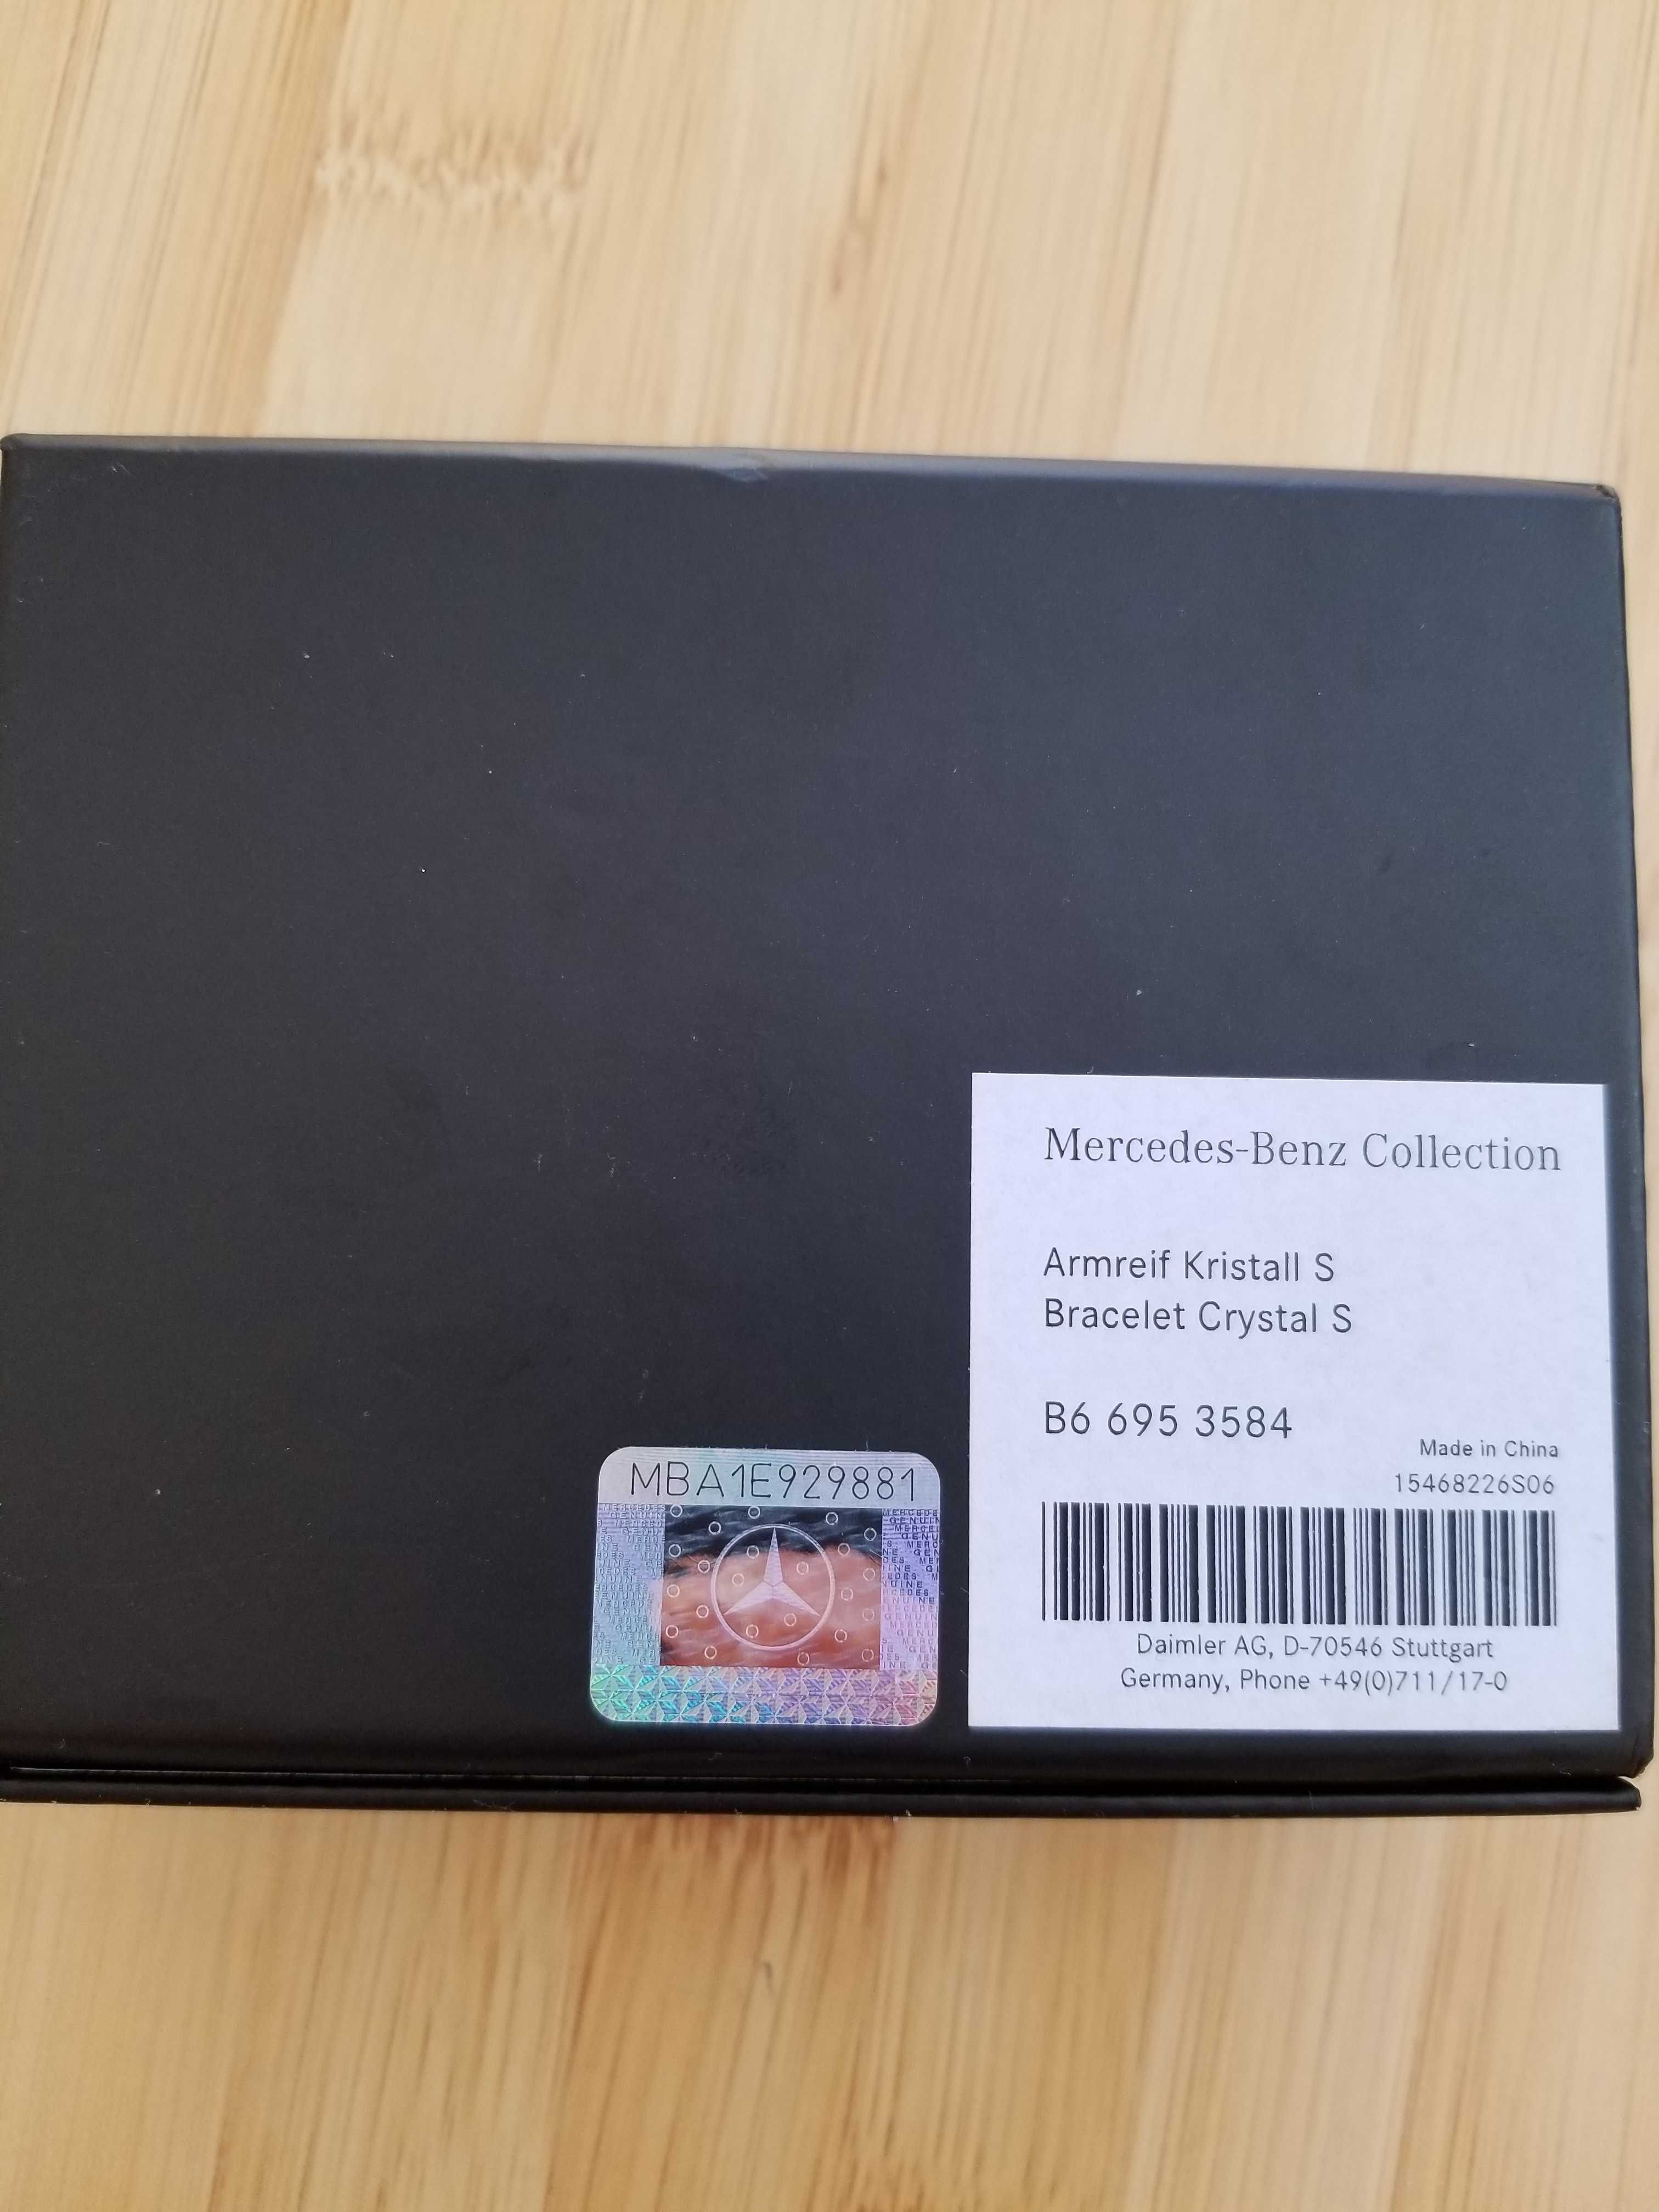 Mercedes-Benz Collection
Armreif Kristall S
Bracelet Crystal S
B6 695 3584
Made in China
15468226S06
Daimler AG, D-70546 Stuttgart
Germany, Phone +49(0)711/17-0
MBA1E929881